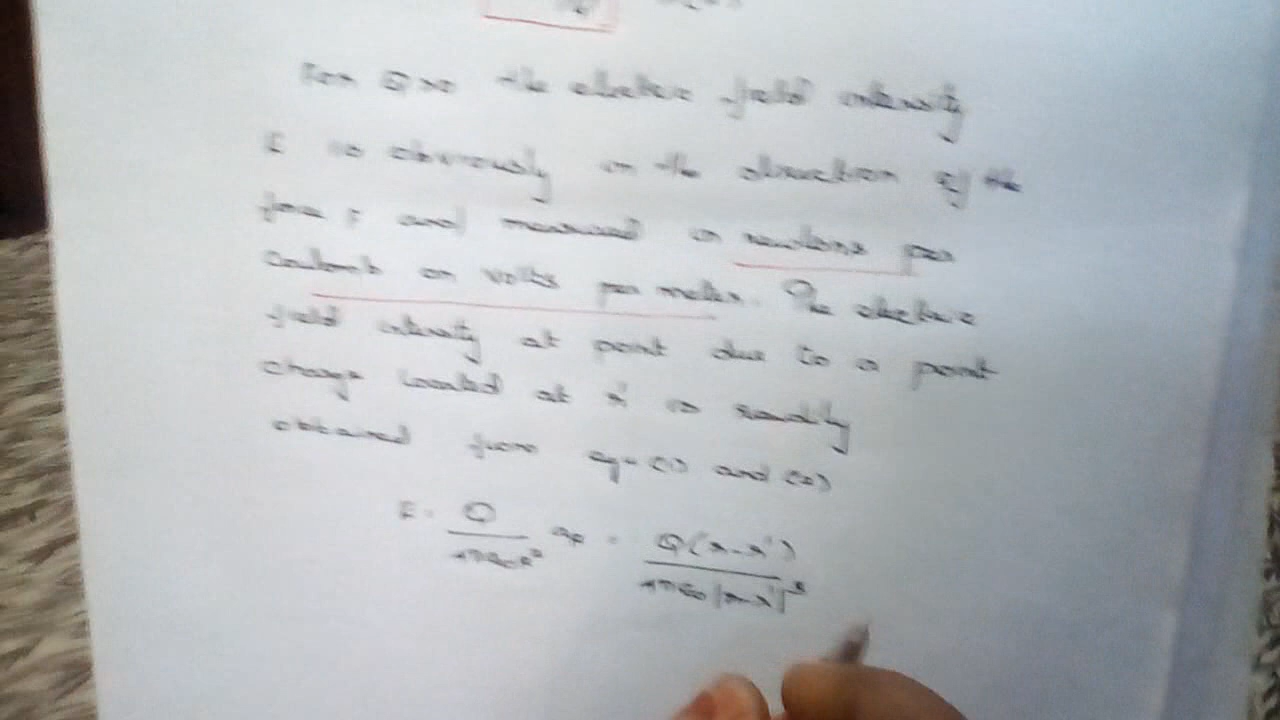 For Q>0 the electric field intensity
E is obviously in the direction of the
force F and measured in newtons per
Coulomb or volts per meter. The electric
field intensity at point due to a point
charge located at r' is readily
obtained from eq- (1) and (2)
E = Q / 4πε₀R² a_R = Q(r-r') / 4πε₀|r-r'|³